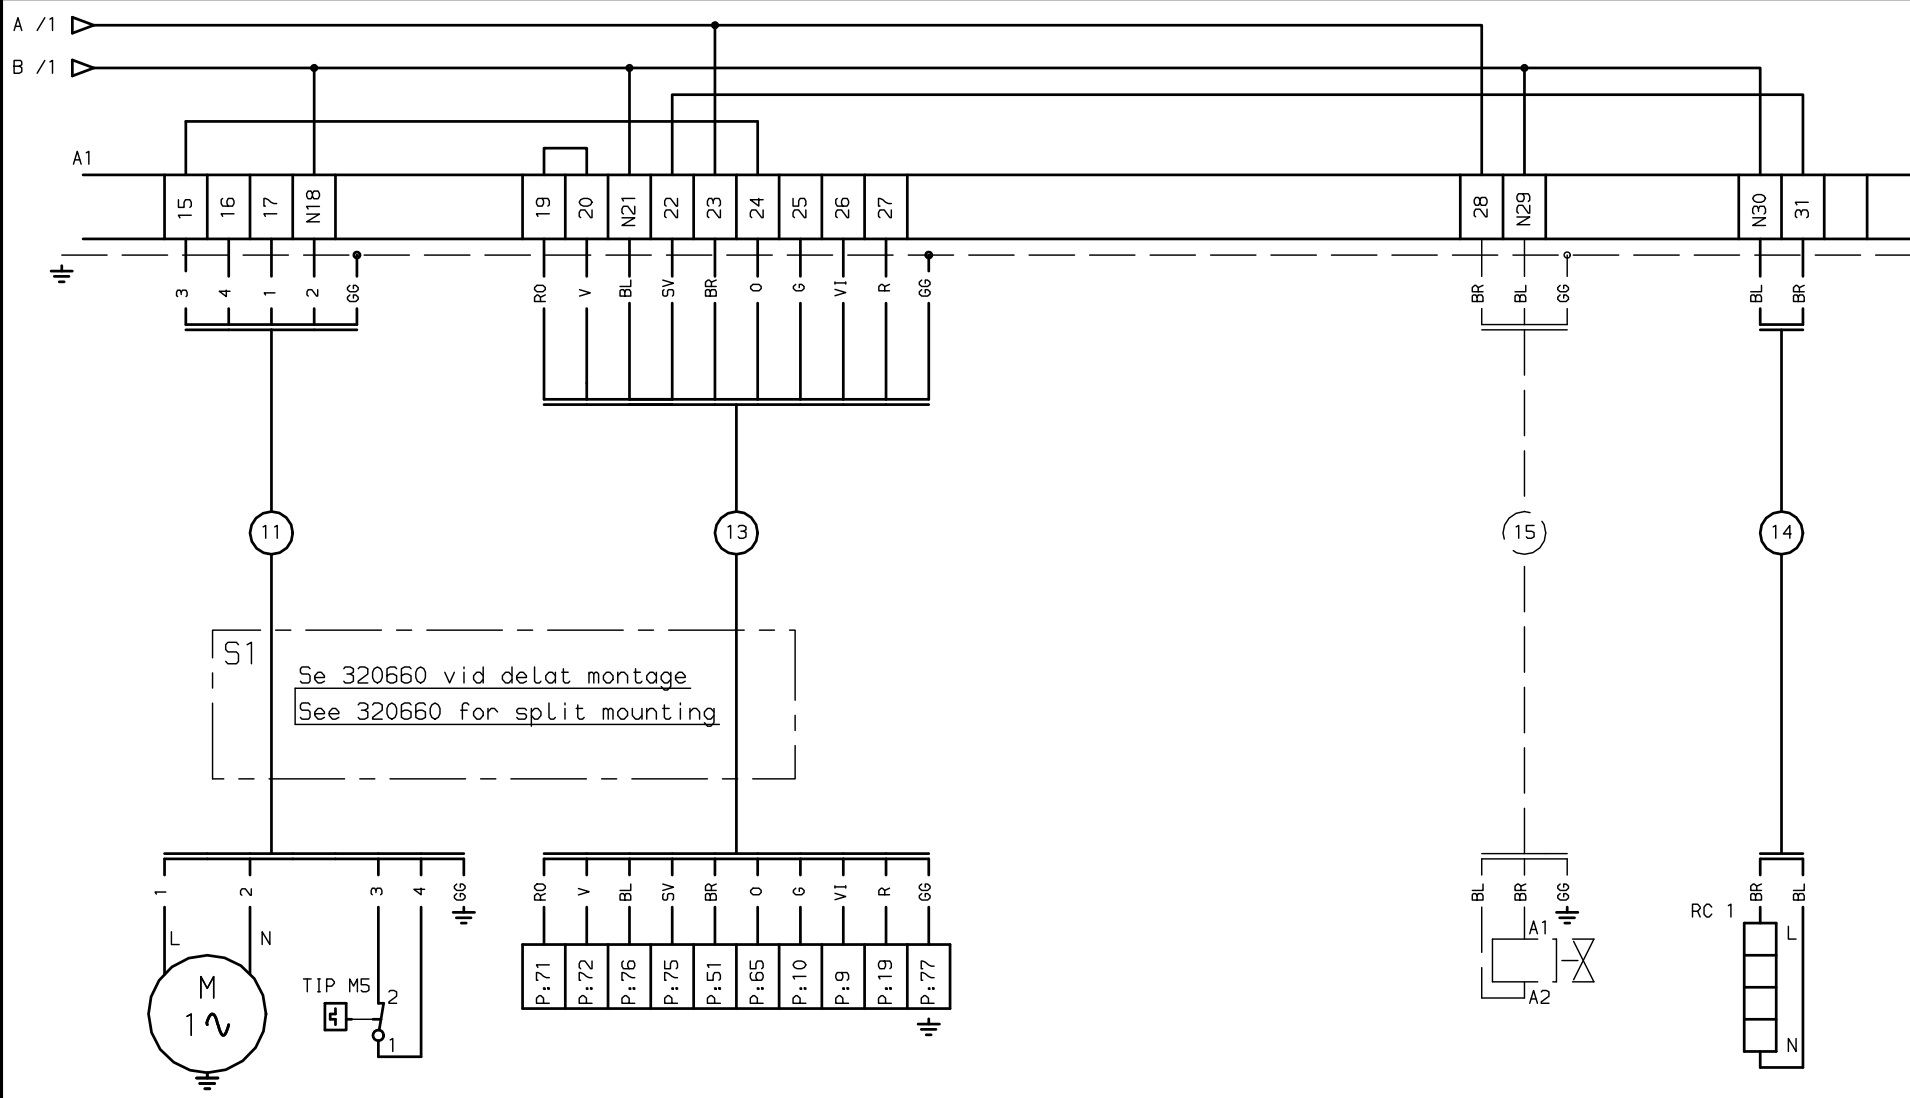 A /1
B /1
A1
15 16 17 N18 19 20 N21 22 23 24 25 26 27 28 N29 N30 31
3 4 1 2 GG RO V BL SV BR O G VI R GG BR BL GG BL BR
11 13 15 14
S1
Se 320660 vid delat montage
See 320660 for split mounting
1 2 3 4 GG RO V BL SV BR O G VI R GG BL BR GG BR BL
RC 1
L N A1 L
M
1
TIP M5 2
1
P:71 P:72 P:76 P:75 P:51 P:65 P:10 P:9 P:19 P:77
A2
N